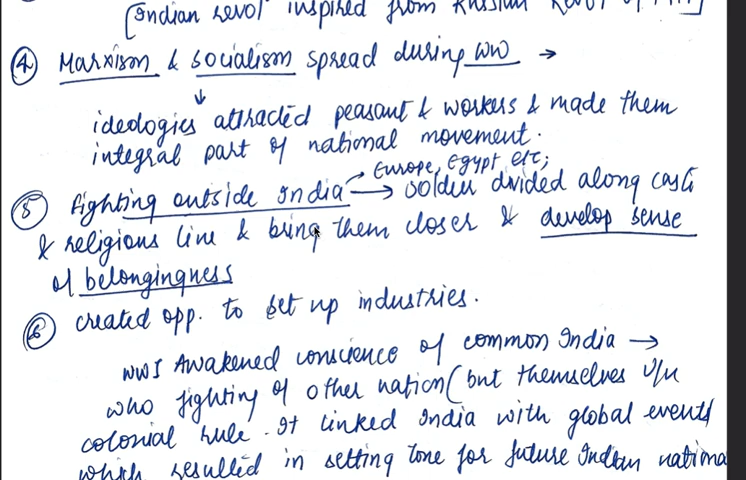 [Indian revoln inspired from Russian Revoln of 1917]
④ Marxism & socialism spread during WW →
↓
ideologies attracted peasant & workers & made them
integral part of national movement.
→ Europe, Egypt etc;
⑤ fighting outside India → Soldier divided along caste
& religious line & bring them closer & develop sense
of belongingness
⑥ created opp. to set up industries.
WWI Awakened conscience of common India →
who fighting of other nation (but themselves u/m
colonial rule. It linked India with global events
which resulted in setting tone for future Indian nationa